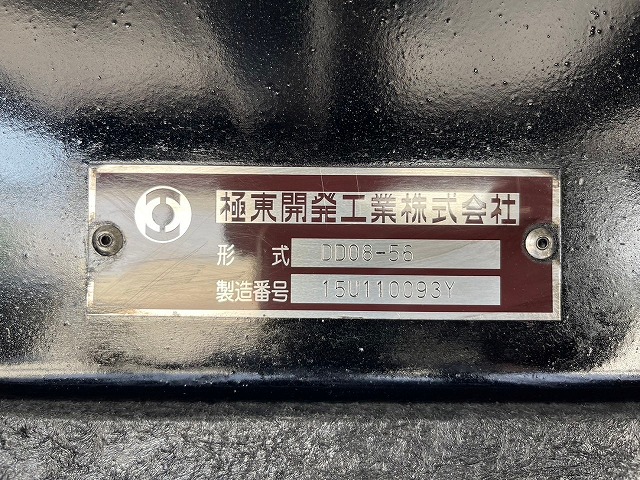 極東開発工業株式会社
形 式 DD08-56
製造番号 15U110093Y